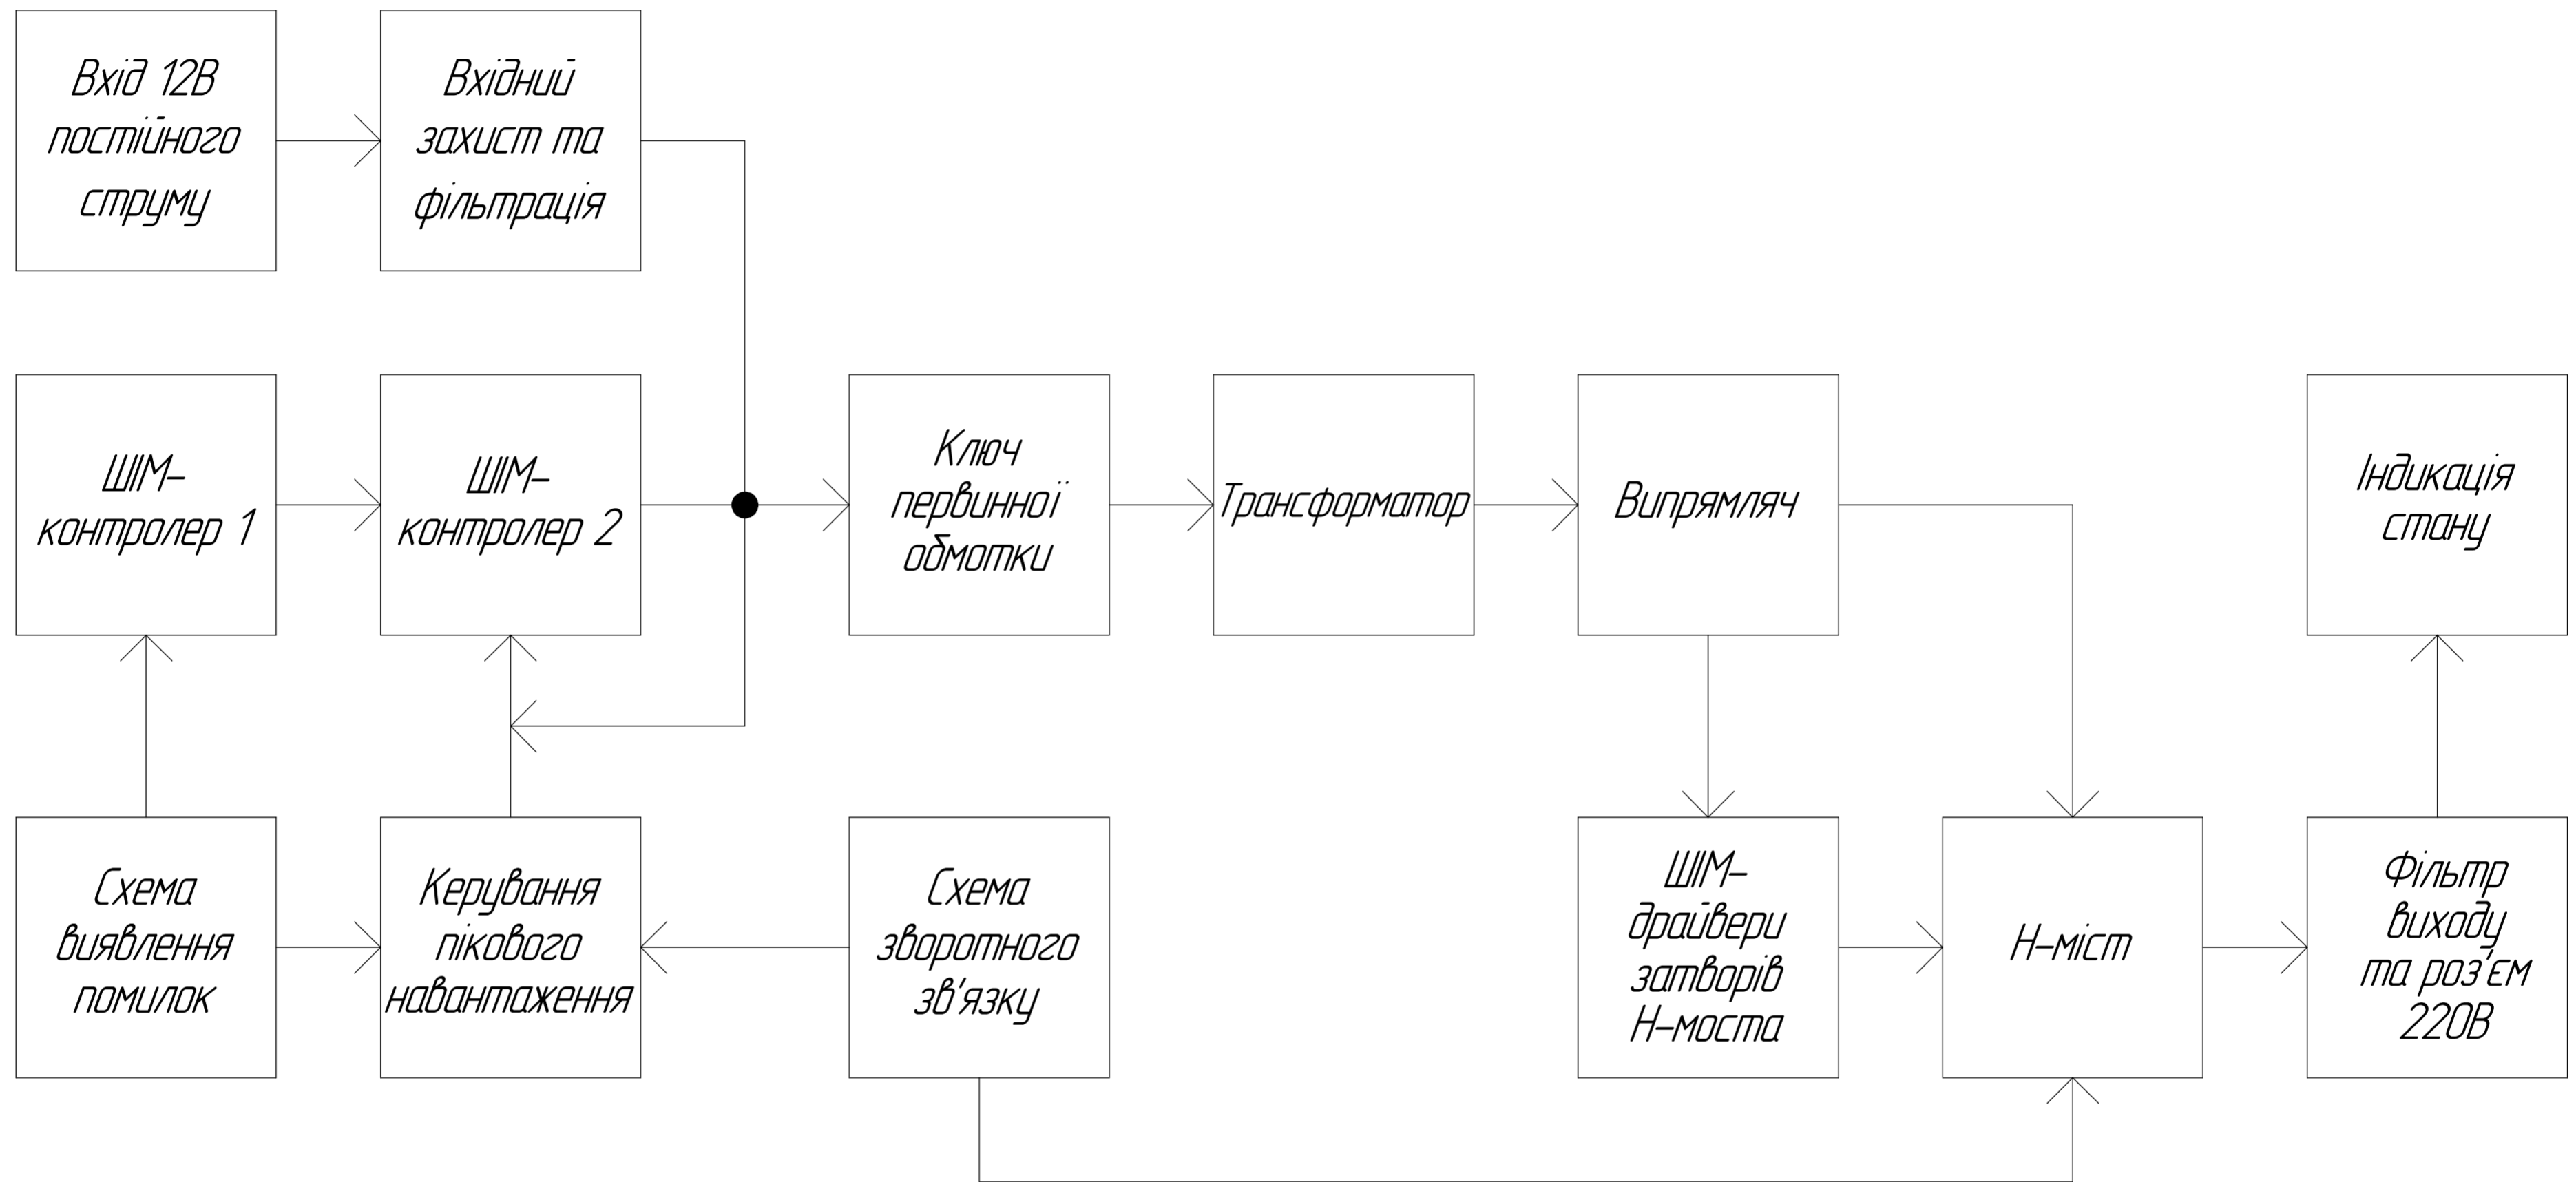 Вхід 12В
постійного
струму
Вхідний
захист та
фільтрація
ШІМ-
контролер 1
ШІМ-
контролер 2
Ключ
первинної
обмотки
Трансформатор
Випрямляч
Індикація
стану
Схема
виявлення
помилок
Керування
пікового
навантаження
Схема
зворотного
зв'язку
ШІМ-
драйвери
затворів
Н-моста
Н-міст
Фільтр
виходу
та роз'єм
220В